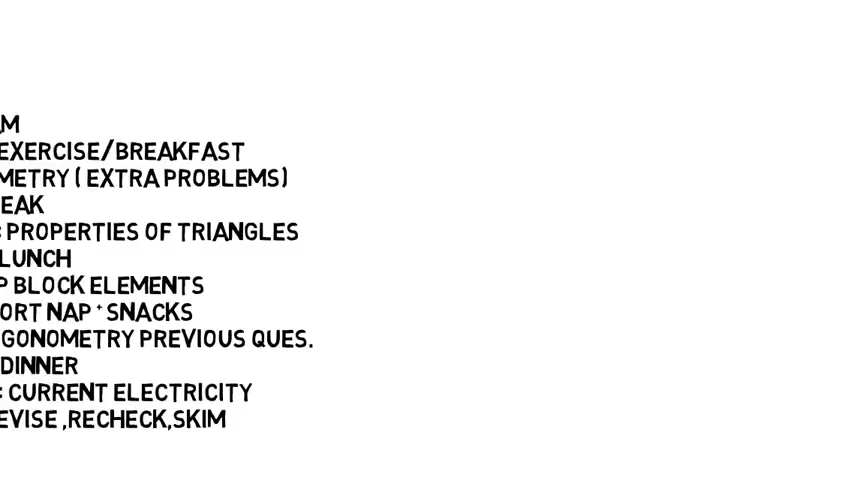 AM
EXERCISE/BREAKFAST
METRY ( EXTRA PROBLEMS)
EAK
: PROPERTIES OF TRIANGLES
LUNCH
P BLOCK ELEMENTS
ORT NAP + SNACKS
GONOMETRY PREVIOUS QUES.
DINNER
: CURRENT ELECTRICITY
EVISE ,RECHECK,SKIM